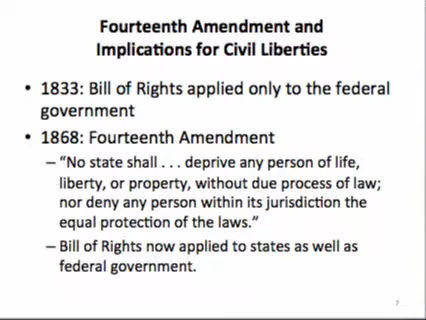 Fourteenth Amendment and
Implications for Civil Liberties
• 1833: Bill of Rights applied only to the federal
government
• 1868: Fourteenth Amendment
– “No state shall . . . deprive any person of life,
liberty, or property, without due process of law;
nor deny any person within its jurisdiction the
equal protection of the laws.”
– Bill of Rights now applied to states as well as
federal government.
7